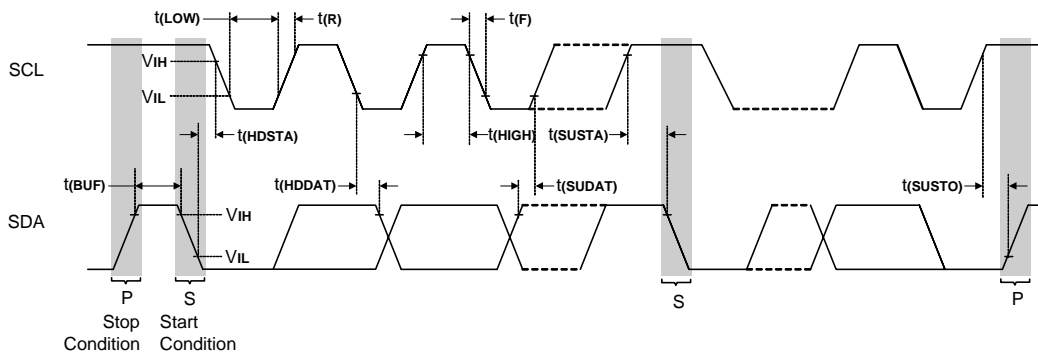 t(LOW) t(R) t(F)
SCL
VIH
VIL
t(HDSTA) t(HIGH) t(SUSTA)
t(BUF) t(HDDAT) t(SUDAT) t(SUSTO)
SDA
VIH
VIL
P S S P
Stop Start
Condition Condition